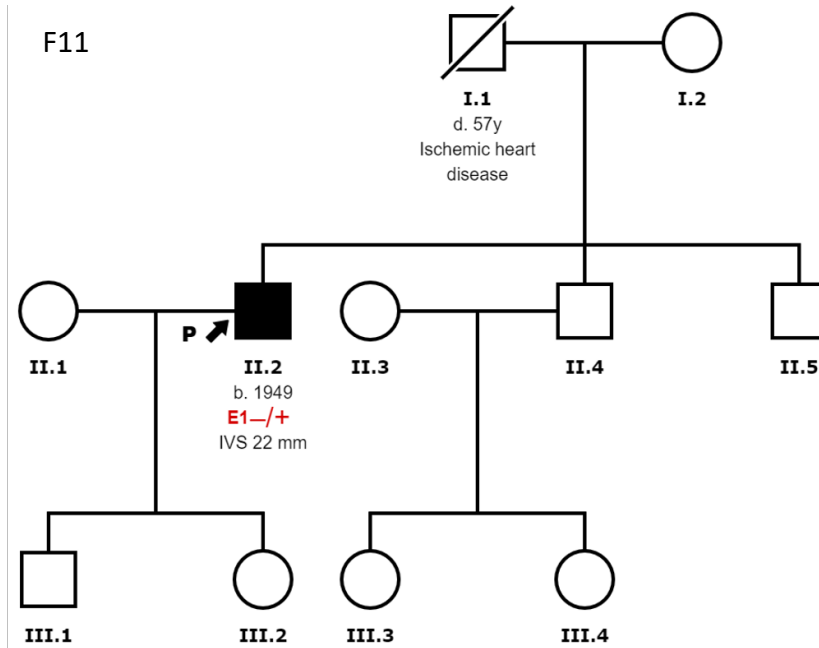 F11
I.1
d. 57y
Ischemic heart
disease
I.2
II.1
P
II.2
b. 1949
E1—/+
IVS 22 mm
II.3
II.4
II.5
III.1
III.2
III.3
III.4